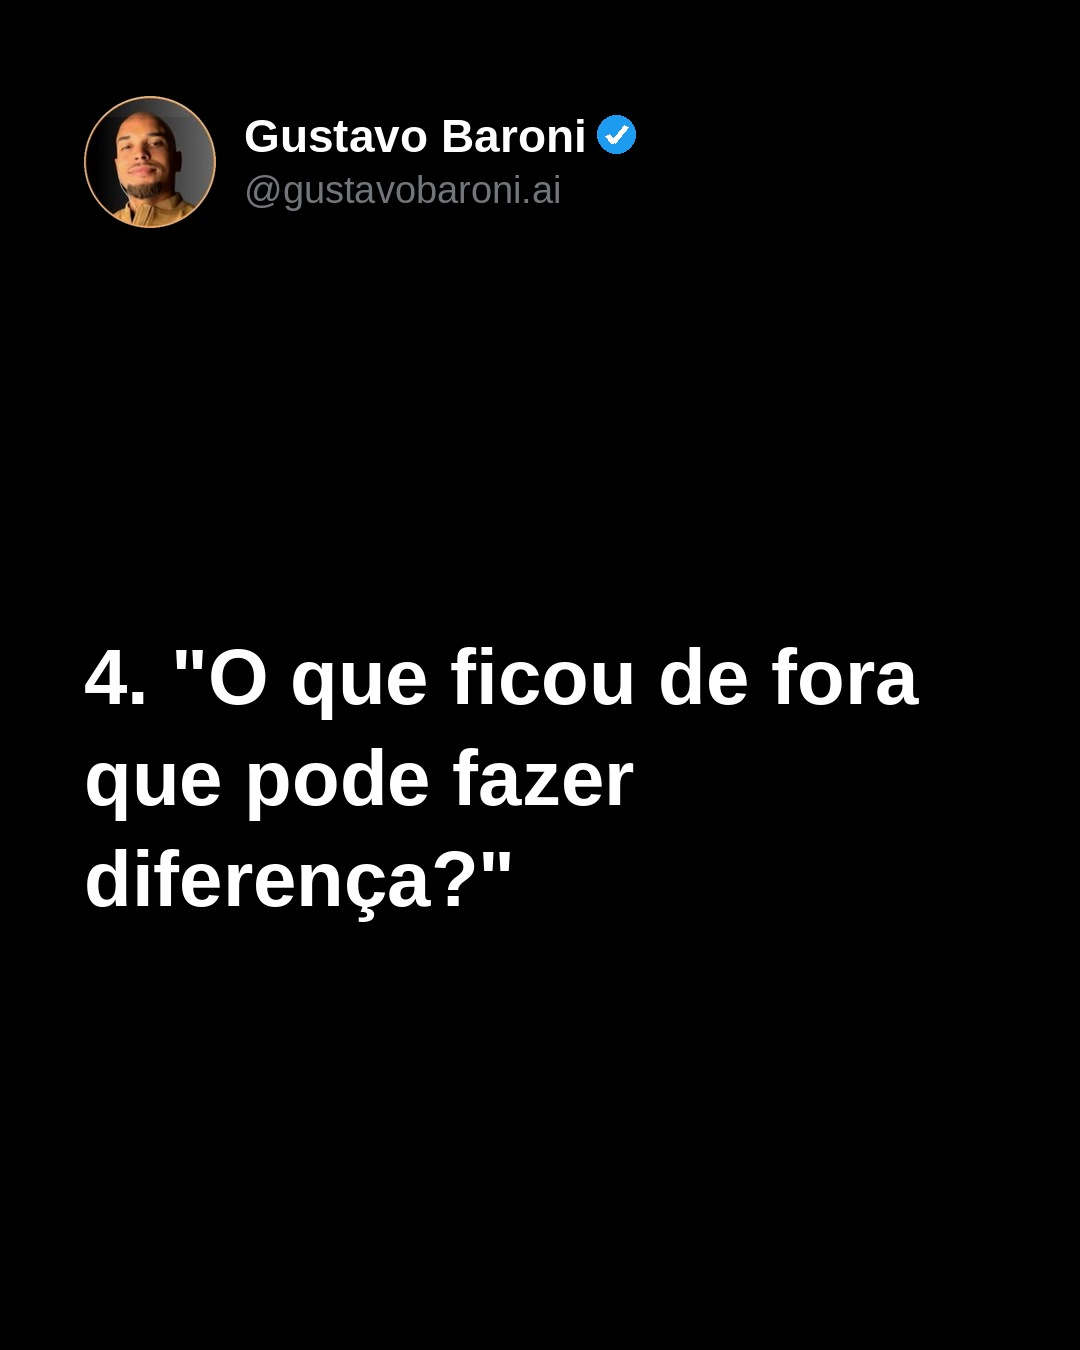 Gustavo Baroni
@gustavobaroni.ai
4. "O que ficou de fora
que pode fazer
diferença?"